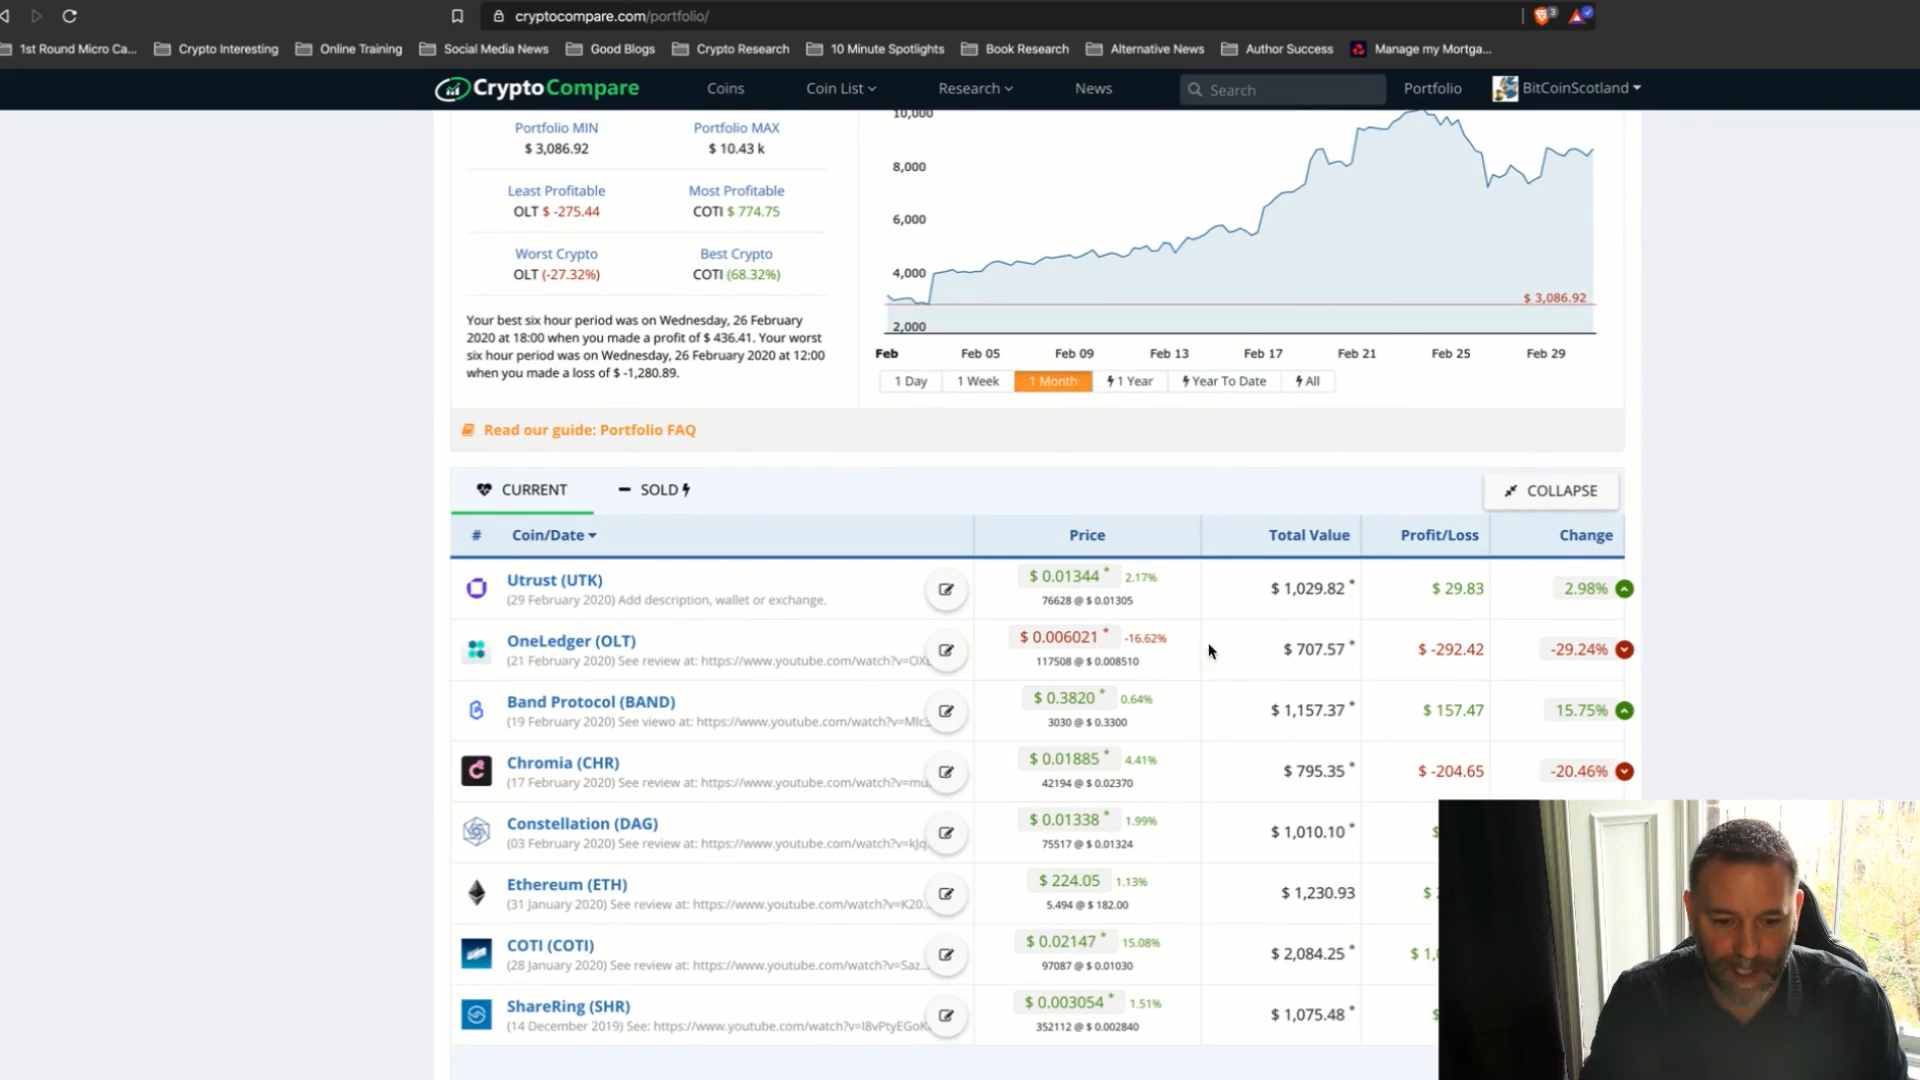 cryptocompare.com/portfolio/
3
1st Round Micro Ca...
Crypto Interesting
Online Training
Social Media News
Good Blogs
Crypto Research
10 Minute Spotlights
Book Research
Alternative News
Author Success
Manage my Mortga...
CryptoCompare
Coins
Coin List
Research
News
Search
Portfolio
BitCoinScotland
Portfolio MIN
$ 3,086.92
Portfolio MAX
$ 10.43 k
Least Profitable
OLT $ -275.44
Most Profitable
COTI $ 774.75
Worst Crypto
OLT (-27.32%)
Best Crypto
COTI (68.32%)
Your best six hour period was on Wednesday, 26 February
2020 at 18:00 when you made a profit of $ 436.41. Your worst
six hour period was on Wednesday, 26 February 2020 at 12:00
when you made a loss of $ -1,280.89.
10,000
8,000
6,000
4,000
2,000
$ 3,086.92
Feb
Feb 05
Feb 09
Feb 13
Feb 17
Feb 21
Feb 25
Feb 29
1 Day
1 Week
1 Month
1 Year
Year To Date
All
Read our guide: Portfolio FAQ
CURRENT
SOLD
COLLAPSE
# Coin/Date Price Total Value Profit/Loss Change
Utrust (UTK) $ 0.01344 * 2.17% $ 1,029.82 * $ 29.83 2.98%
(29 February 2020) Add description, wallet or exchange. 76628 @ $ 0.01305
OneLedger (OLT) $ 0.006021 * -16.62% $ 707.57 * $ -292.42 -29.24%
(21 February 2020) See review at: https://www.youtube.com/watch?v=OX 117508 @ $ 0.008510
Band Protocol (BAND) $ 0.3820 * 0.64% $ 1,157.37 * $ 157.47 15.75%
(19 February 2020) See viewo at: https://www.youtube.com/watch?v=Mlc 3030 @ $ 0.3300
Chromia (CHR) $ 0.01885 * 4.41% $ 795.35 * $ -204.65 -20.46%
(17 February 2020) See review at: https://www.youtube.com/watch?v=mu 42194 @ $ 0.02370
Constellation (DAG) $ 0.01338 * 1.99% $ 1,010.10 * $
(03 February 2020) See review at: https://www.youtube.com/watch?v=kJq 75517 @ $ 0.01324
Ethereum (ETH) $ 224.05 1.13% $ 1,230.93 $
(31 January 2020) See review at: https://www.youtube.com/watch?v=K20... 5.494 @ $ 182.00
COTI (COTI) $ 0.02147 * 15.08% $ 2,084.25 * $ 1,
(28 January 2020) See review at: https://www.youtube.com/watch?v=Saz... 97087 @ $ 0.01030
ShareRing (SHR) $ 0.003054 * 1.51% $ 1,075.48 * $
(14 December 2019) See: https://www.youtube.com/watch?v=I8vPtyEGoK 352112 @ $ 0.002840